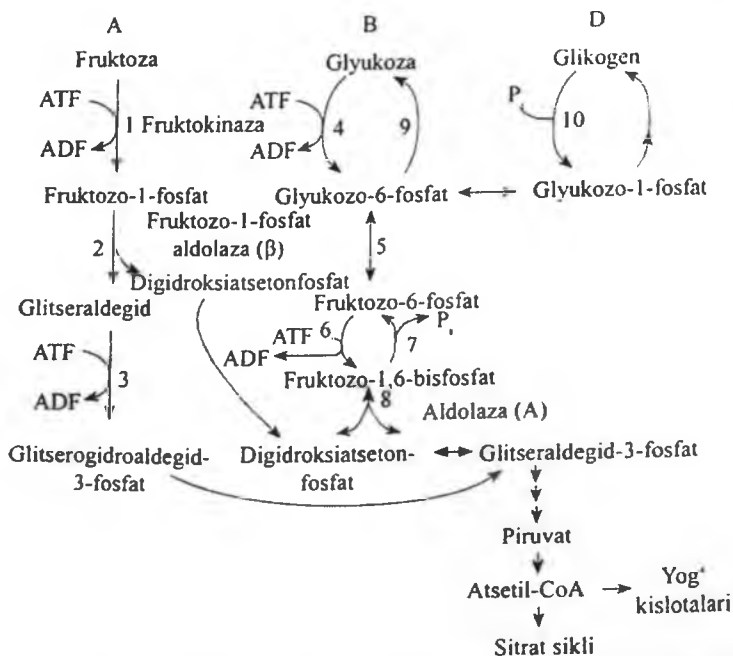 A B D
Fruktoza Glyukoza Glikogen
ATF ATF P
1 Fruktokinaza 4 9 10
ADF ADF
Fruktozo-1-fosfat Glyukozo-6-fosfat Glyukozo-1-fosfat
Fruktozo-1-fosfat
aldolaza (β)
2 5
Digidroksiatsetonfosfat
Glitseraldegid Fruktozo-6-fosfat
ATF ATF 6 7 P
3 ADF
ADF Fruktozo-1,6-bisfosfat
8
Aldolaza (A)
Glitserogidroaldegid-
3-fosfat
Digidroksiatseton-
fosfat
Glitseraldegid-3-fosfat
Piruvat
Atsetil-CoA
Yog‘
kislotalari
Sitrat sikli